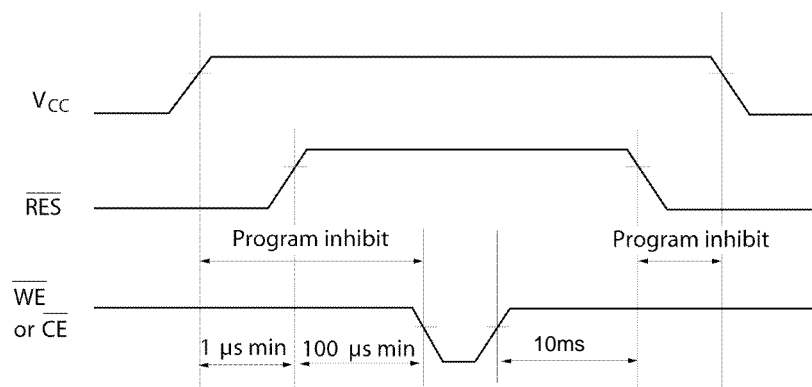 VCC
RES
Program inhibit Program inhibit
WE
or CE
1 µs min 100 µs min 10ms